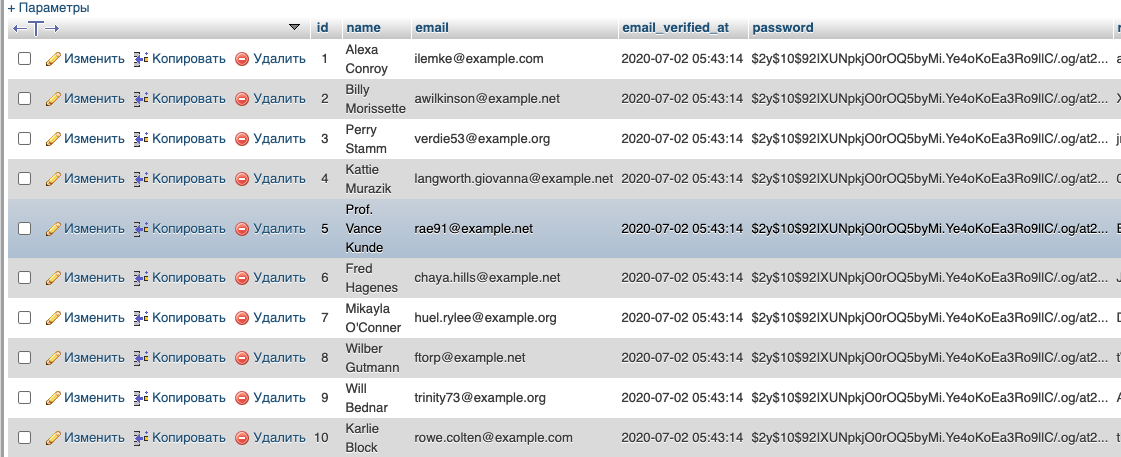 + Параметры
←T→ id name email email_verified_at password
Изменить Копировать Удалить 1 Alexa Conroy ilemke@example.com 2020-07-02 05:43:14 $2y$10$92IXUNpkjO0rOQ5byMi.Ye4oKoEa3Ro9llC/.og/at2...
Изменить Копировать Удалить 2 Billy Morissette awilkinson@example.net 2020-07-02 05:43:14 $2y$10$92IXUNpkjO0rOQ5byMi.Ye4oKoEa3Ro9llC/.og/at2...
Изменить Копировать Удалить 3 Perry Stamm verdie53@example.org 2020-07-02 05:43:14 $2y$10$92IXUNpkjO0rOQ5byMi.Ye4oKoEa3Ro9llC/.og/at2...
Изменить Копировать Удалить 4 Kattie Murazik langworth.giovanna@example.net 2020-07-02 05:43:14 $2y$10$92IXUNpkjO0rOQ5byMi.Ye4oKoEa3Ro9llC/.og/at2...
Изменить Копировать Удалить 5 Prof. Vance Kunde rae91@example.net 2020-07-02 05:43:14 $2y$10$92IXUNpkjO0rOQ5byMi.Ye4oKoEa3Ro9llC/.og/at2...
Изменить Копировать Удалить 6 Fred Hagenes chaya.hills@example.net 2020-07-02 05:43:14 $2y$10$92IXUNpkjO0rOQ5byMi.Ye4oKoEa3Ro9llC/.og/at2...
Изменить Копировать Удалить 7 Mikayla O'Conner huel.rylee@example.org 2020-07-02 05:43:14 $2y$10$92IXUNpkjO0rOQ5byMi.Ye4oKoEa3Ro9llC/.og/at2...
Изменить Копировать Удалить 8 Wilber Gutmann ftorp@example.net 2020-07-02 05:43:14 $2y$10$92IXUNpkjO0rOQ5byMi.Ye4oKoEa3Ro9llC/.og/at2...
Изменить Копировать Удалить 9 Will Bednar trinity73@example.org 2020-07-02 05:43:14 $2y$10$92IXUNpkjO0rOQ5byMi.Ye4oKoEa3Ro9llC/.og/at2...
Изменить Копировать Удалить 10 Karlie Block rowe.colten@example.com 2020-07-02 05:43:14 $2y$10$92IXUNpkjO0rOQ5byMi.Ye4oKoEa3Ro9llC/.og/at2...